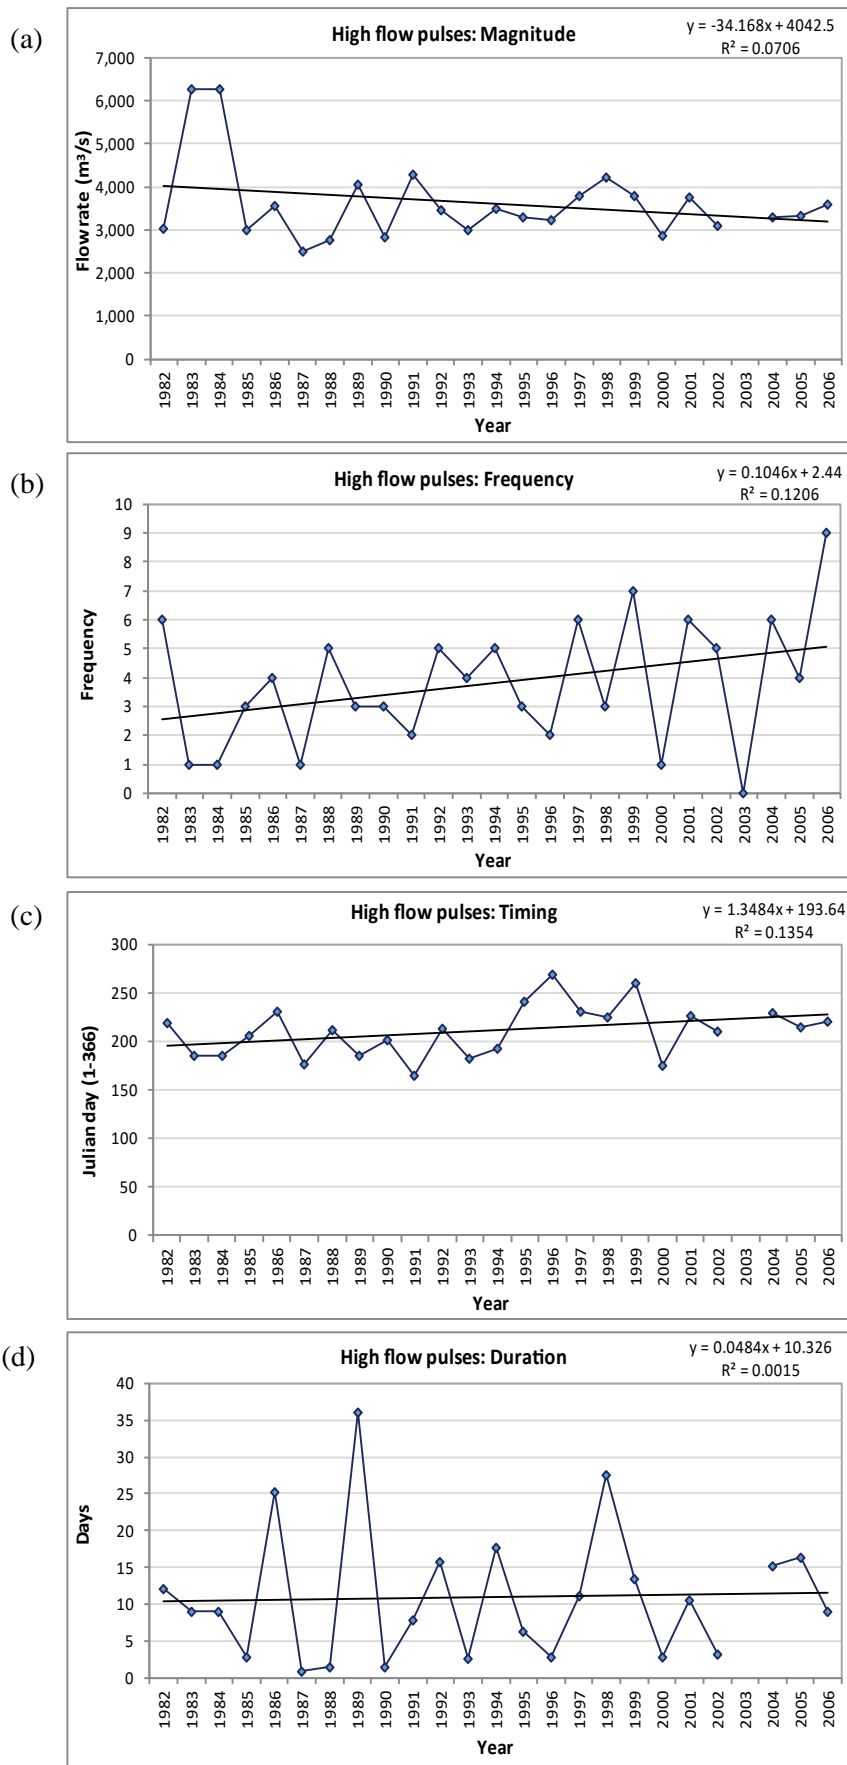 (a)
High flow pulses: Magnitude
y = -34.168x + 4042.5
R² = 0.0706
7,000
6,000
5,000
4,000
3,000
2,000
1,000
0
Flow rate (m³/s)
1982 1983 1984 1985 1986 1987 1988 1989 1990 1991 1992 1993 1994 1995 1996 1997 1998 1999 2000 2001 2002 2003 2004 2005 2006
Year
(b)
High flow pulses: Frequency
y = 0.1046x + 2.44
R² = 0.1206
10
9
8
7
6
5
4
3
2
1
0
Frequency
1982 1983 1984 1985 1986 1987 1988 1989 1990 1991 1992 1993 1994 1995 1996 1997 1998 1999 2000 2001 2002 2003 2004 2005 2006
Year
(c)
High flow pulses: Timing
y = 1.3484x + 193.64
R² = 0.1354
300
250
200
150
100
50
0
Julian day (1-366)
1982 1983 1984 1985 1986 1987 1988 1989 1990 1991 1992 1993 1994 1995 1996 1997 1998 1999 2000 2001 2002 2003 2004 2005 2006
Year
(d)
High flow pulses: Duration
y = 0.0484x + 10.326
R² = 0.0015
40
35
30
25
20
15
10
5
0
Days
1982 1983 1984 1985 1986 1987 1988 1989 1990 1991 1992 1993 1994 1995 1996 1997 1998 1999 2000 2001 2002 2003 2004 2005 2006
Year